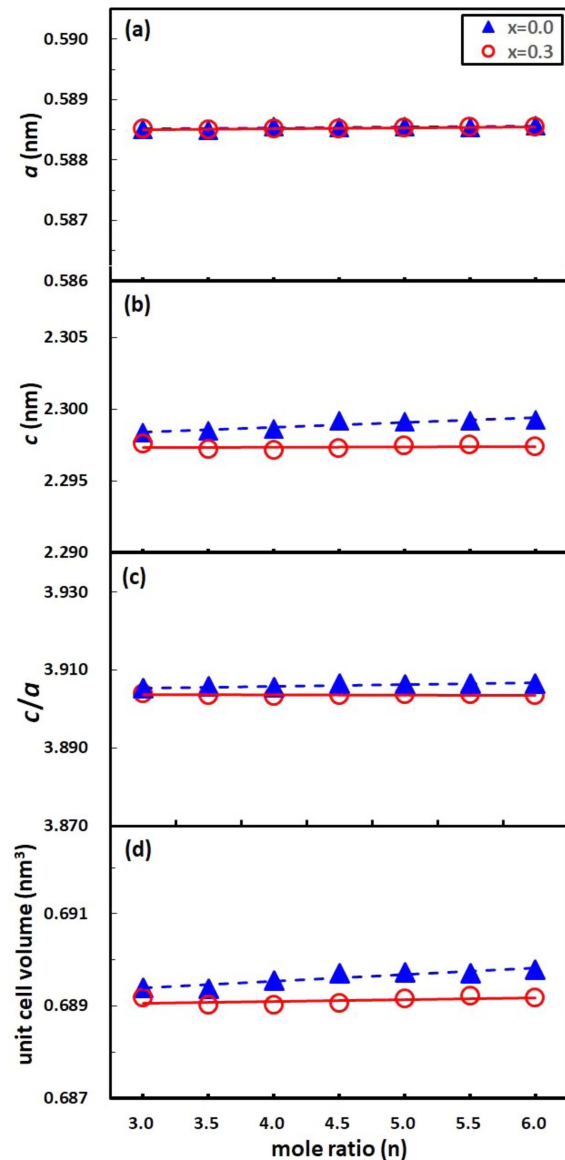 (a)
x=0.0
x=0.3
0.590
0.589
0.588
0.587
0.586
a (nm)
(b)
2.305
2.300
2.295
2.290
c (nm)
(c)
3.930
3.910
3.890
3.870
c/a
(d)
0.691
0.689
0.687
unit cell volume (nm³)
3.0 3.5 4.0 4.5 5.0 5.5 6.0
mole ratio (n)